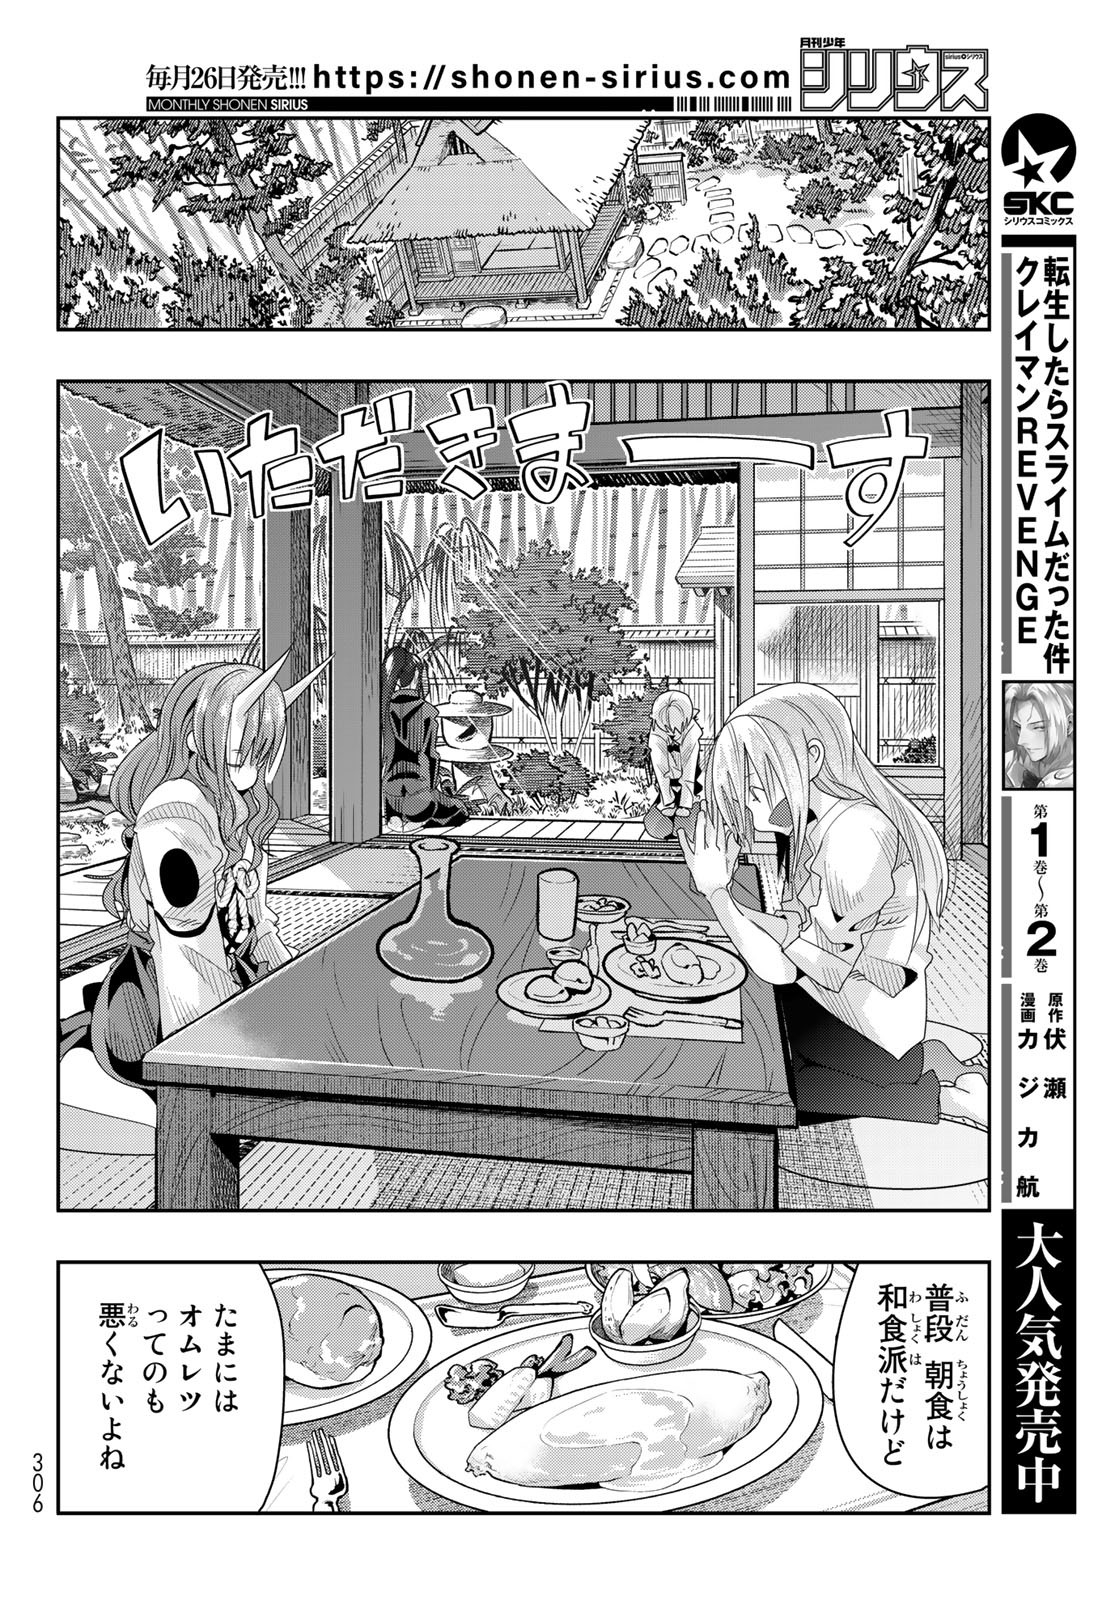 毎月26日発売!!! https://shonen-sirius.com
MONTHLY SHONEN SIRIUS
月刊少年
シリウス
SKC
シリウスコミックス
転生したらスライムだった件
クレイマンREVENGE
第1巻〜第2巻
原作 伏瀬
漫画 カジカ航
大人気発売中
いただきまーす
普段 朝食は
和食派だけど
たまには
オムレツ
ってのも
悪くないよね
306